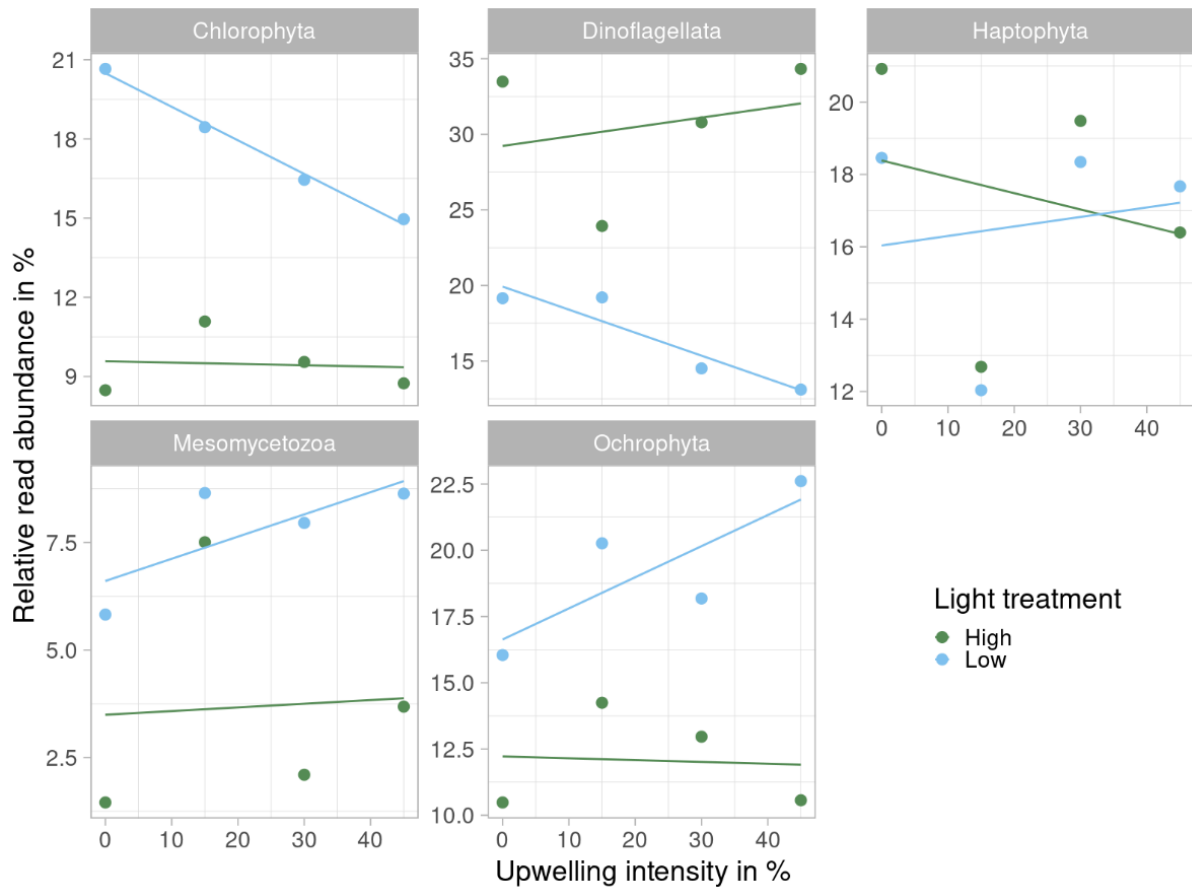 Chlorophyta
Dinoflagellata
Haptophyta
21
18
15
12
9
35
30
25
20
15
20
18
16
14
12
0 10 20 30 40
Relative read abundance in %
Mesomycetozoa
Ochrophyta
7.5
5.0
2.5
0 10 20 30 40
22.5
20.0
17.5
15.0
12.5
10.0
0 10 20 30 40
Upwelling intensity in %
Light treatment
High
Low